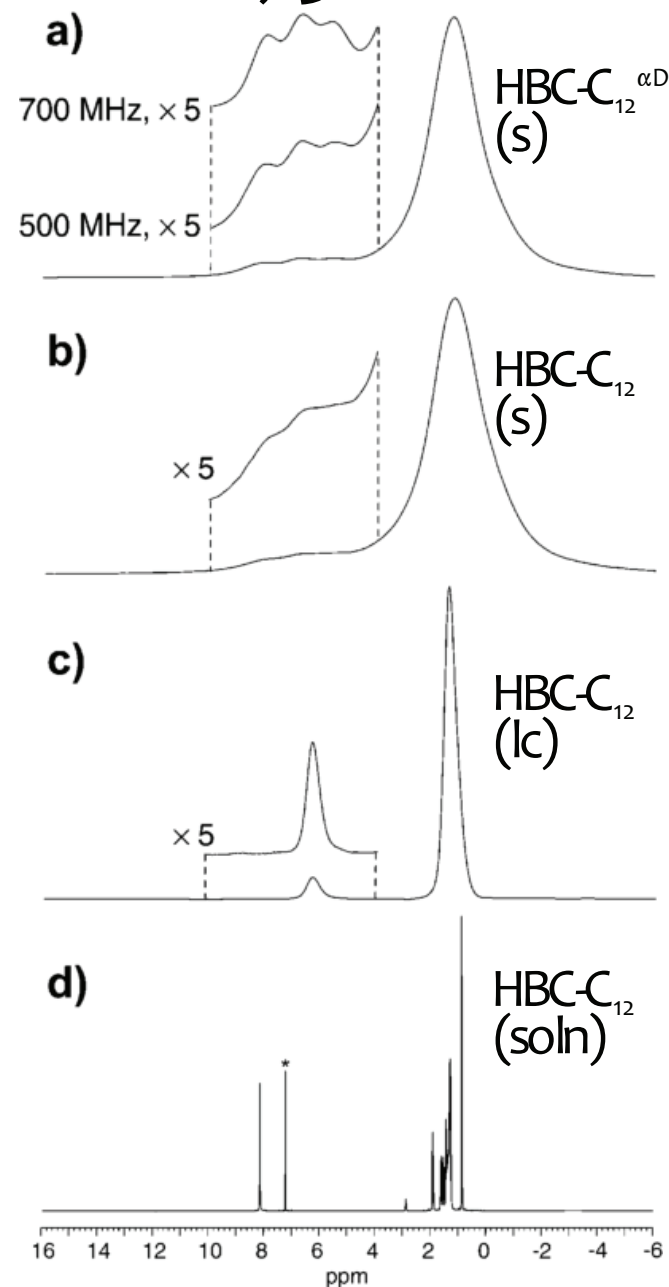 a)
HBC-C₁₂ᵅᴰ
(s)
700 MHz, × 5
500 MHz, × 5
b)
HBC-C₁₂
(s)
× 5
c)
HBC-C₁₂
(lc)
× 5
d)
HBC-C₁₂
(soln)
*
16 14 12 10 8 6 4 2 0 -2 -4 -6
ppm